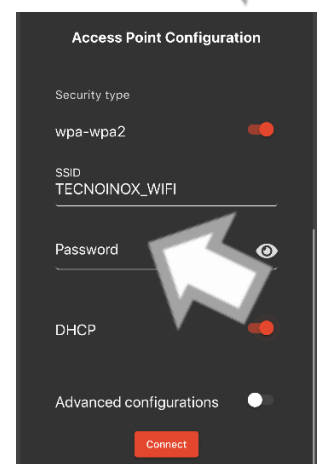 Access Point Configuration
Security type
wpa-wpa2
SSID
TECNOINOX_WIFI
Password
DHCP
Advanced configurations
Connect